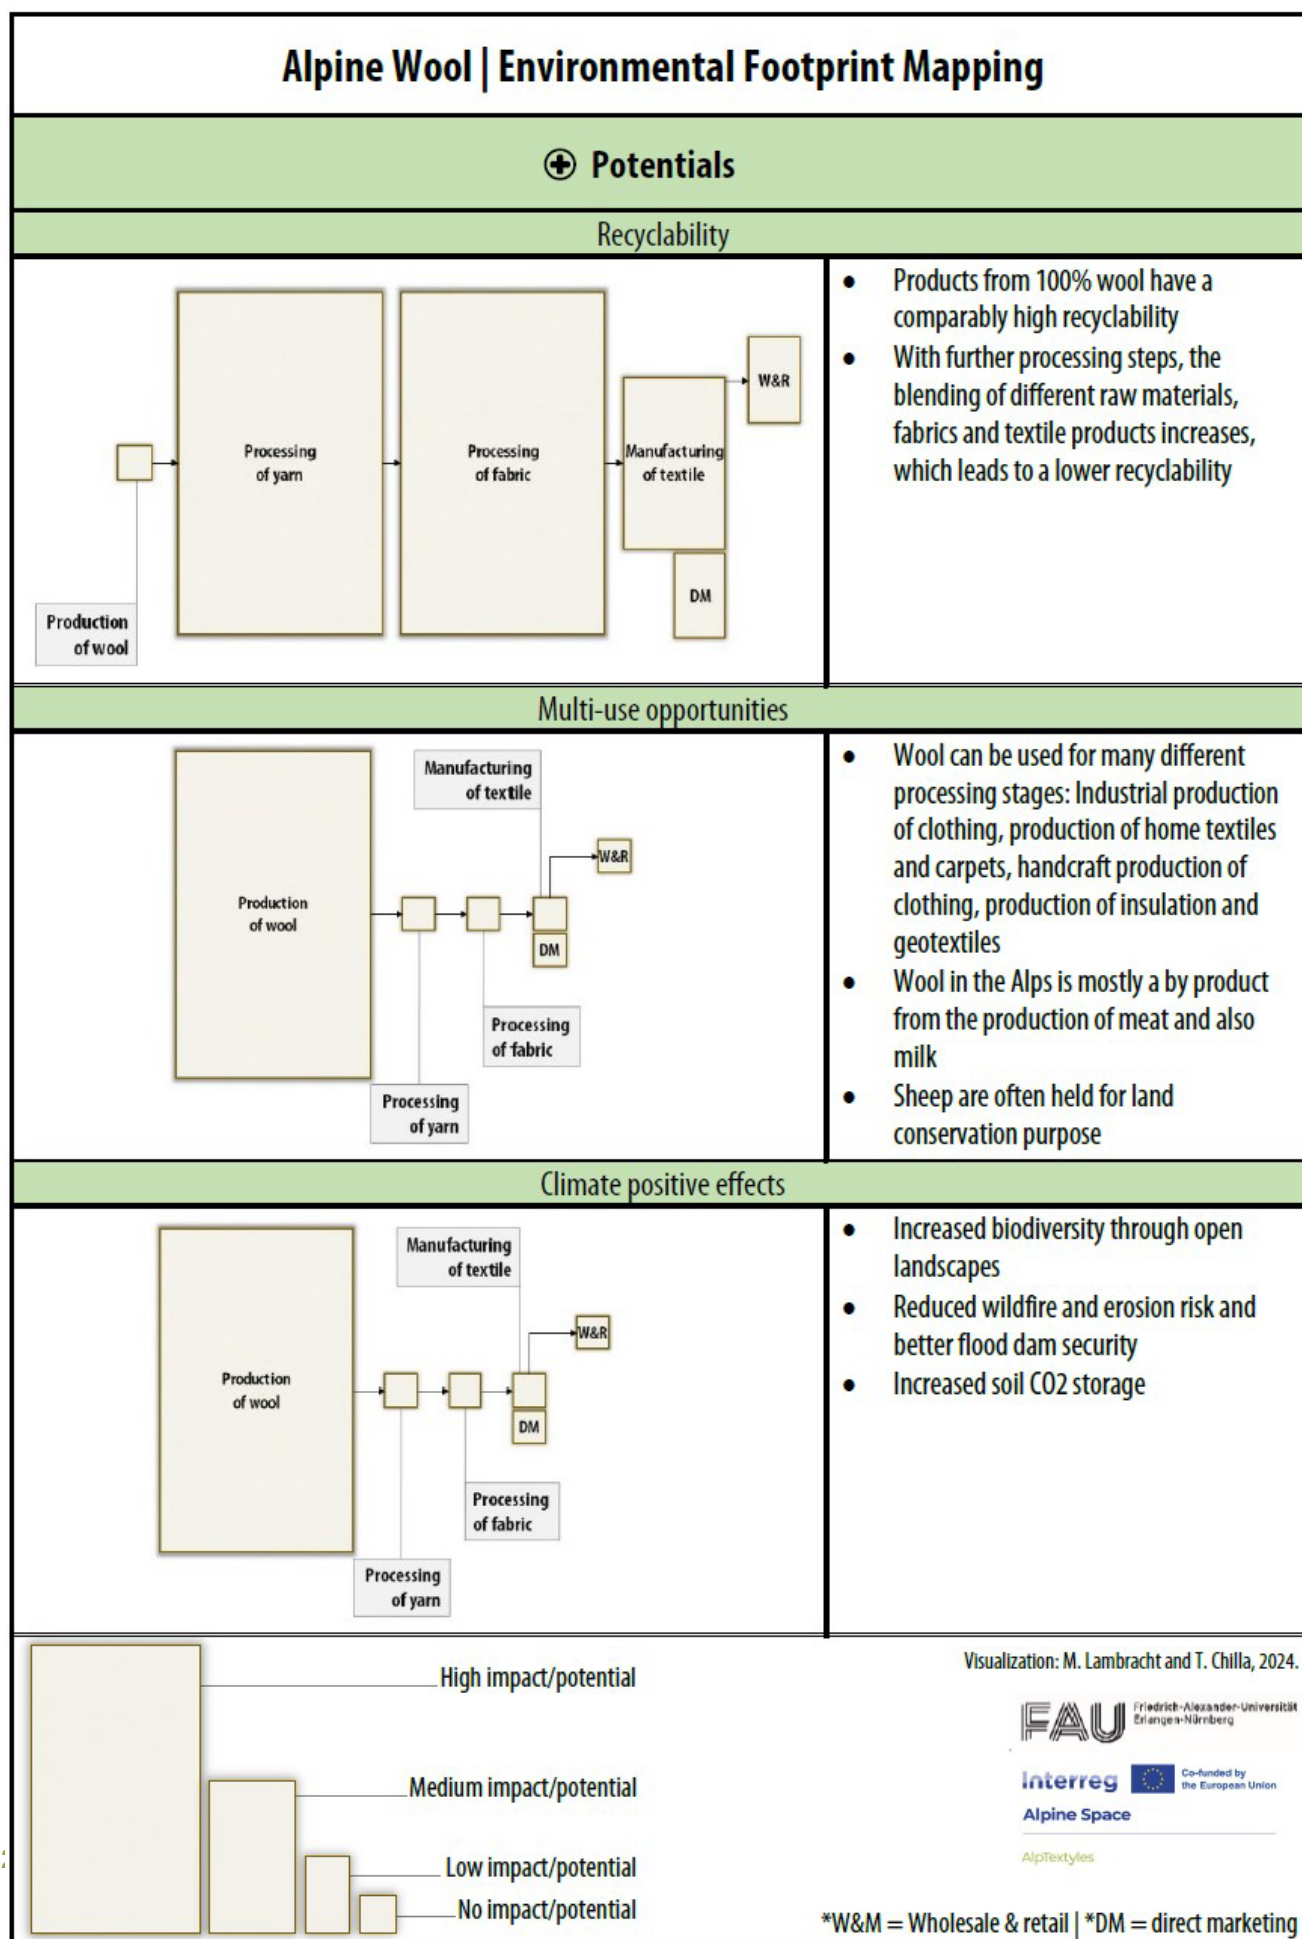 Alpine Wool | Environmental Footprint Mapping
Potentials
Recyclability
Processing
of yarn
Processing
of fabric
Manufacturing
of textile
W&R
DM
Production
of wool
• Products from 100% wool have a
comparably high recyclability
• With further processing steps, the
blending of different raw materials,
fabrics and textile products increases,
which leads to a lower recyclability
Multi-use opportunities
Manufacturing
of textile
W&R
Production
of wool
DM
Processing
of fabric
Processing
of yarn
• Wool can be used for many different
processing stages: Industrial production
of clothing, production of home textiles
and carpets, handcraft production of
clothing, production of insulation and
geotextiles
• Wool in the Alps is mostly a by product
from the production of meat and also
milk
• Sheep are often held for land
conservation purpose
Climate positive effects
Manufacturing
of textile
W&R
Production
of wool
DM
Processing
of fabric
Processing
of yarn
• Increased biodiversity through open
landscapes
• Reduced wildfire and erosion risk and
better flood dam security
• Increased soil CO2 storage
High impact/potential
Medium impact/potential
Low impact/potential
No impact/potential
Visualization: M. Lambracht and T. Chilla, 2024.
FAU
Friedrich-Alexander-Universität
Erlangen-Nürnberg
Interreg
Co-funded by
the European Union
Alpine Space
AlpTextyles
*W&M = Wholesale & retail | *DM = direct marketing